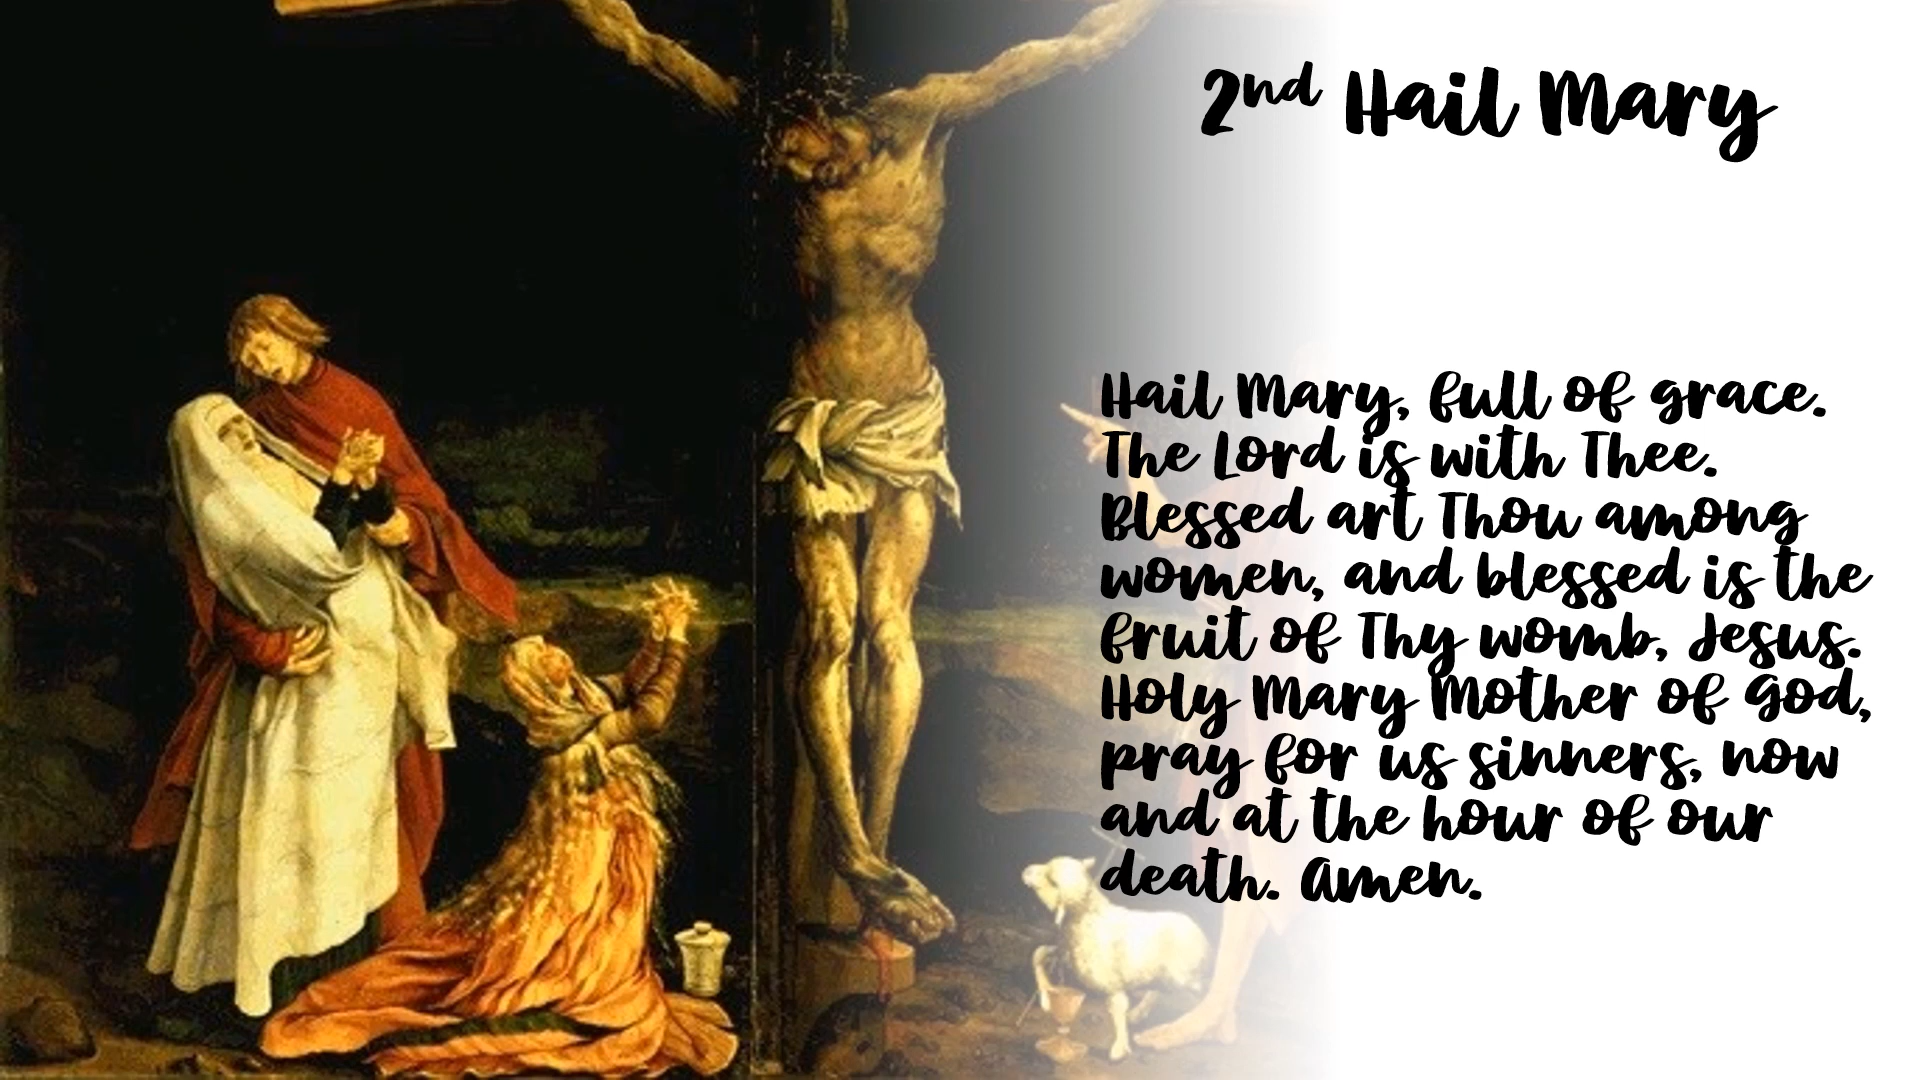 2nd Hail Mary
Hail Mary, full of grace.
The Lord is with Thee.
Blessed art Thou among
women, and blessed is the
fruit of Thy womb, Jesus.
Holy Mary Mother of God,
pray for us sinners, now
and at the hour of our
death. Amen.